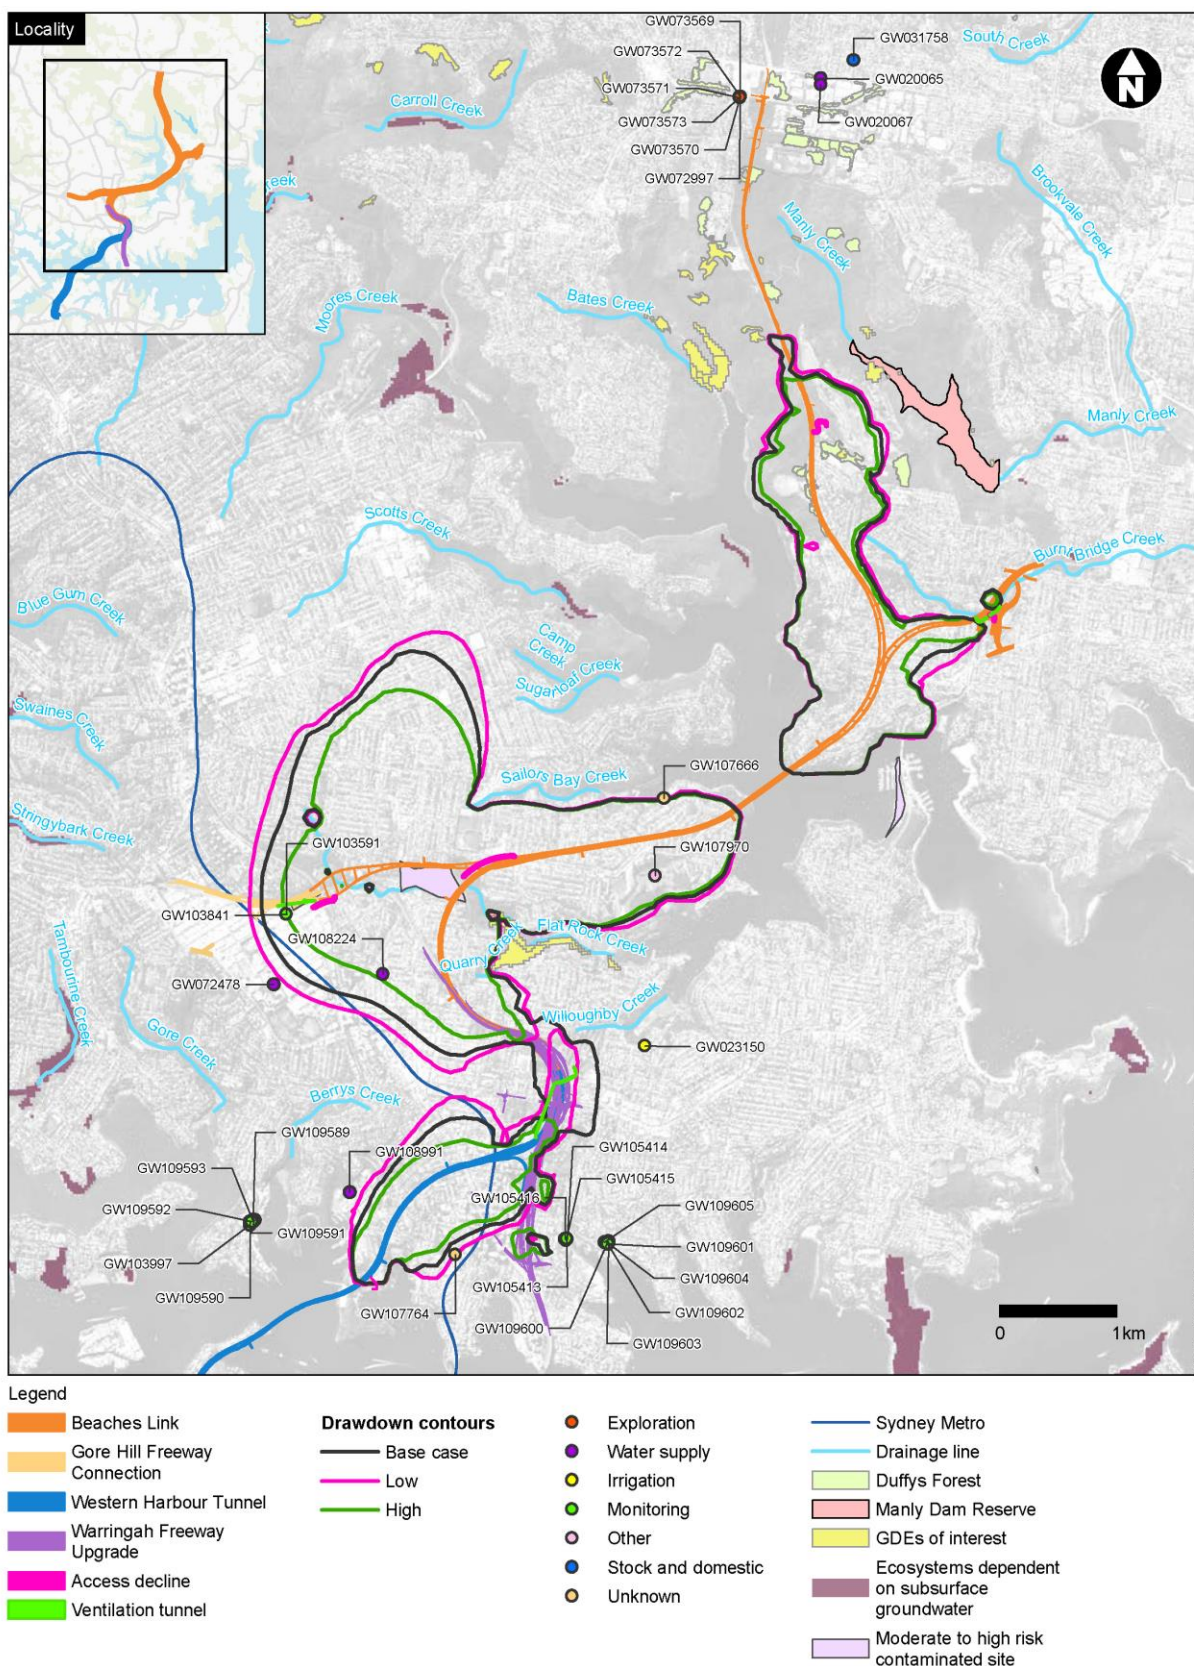 Locality
N
GW073569
GW073572
GW073571
GW073573
GW073570
GW072997
GW031758
GW020065
GW020067
South Creek
Carroll Creek
Creek
Brookvale Creek
Manly Creek
Moores Creek
Bates Creek
Manly Creek
Scotts Creek
Burnt Bridge Creek
Blue Gum Creek
Camp
Creek
Sugarloaf Creek
Swaines Creek
Sailors Bay Creek
GW107666
Stringybark Creek
GW103591
GW107970
GW103841
GW108224
Flat Rock Creek
Quarry Creek
GW072478
Tambourine Creek
Gore Creek
Willoughby Creek
GW023150
Berrys Creek
GW109589
GW109593
GW108991
GW105414
GW109592
GW105416
GW105415
GW109605
GW109591
GW109601
GW103997
GW109604
GW109590
GW105413
GW107764
GW109602
GW109600
GW109603
0 1km
Legend
Beaches Link
Gore Hill Freeway
Connection
Western Harbour Tunnel
Warringah Freeway
Upgrade
Access decline
Ventilation tunnel
Drawdown contours
Base case
Low
High
Exploration
Water supply
Irrigation
Monitoring
Other
Stock and domestic
Unknown
Sydney Metro
Drainage line
Duffys Forest
Manly Dam Reserve
GDEs of interest
Ecosystems dependent
on subsurface
groundwater
Moderate to high risk
contaminated site